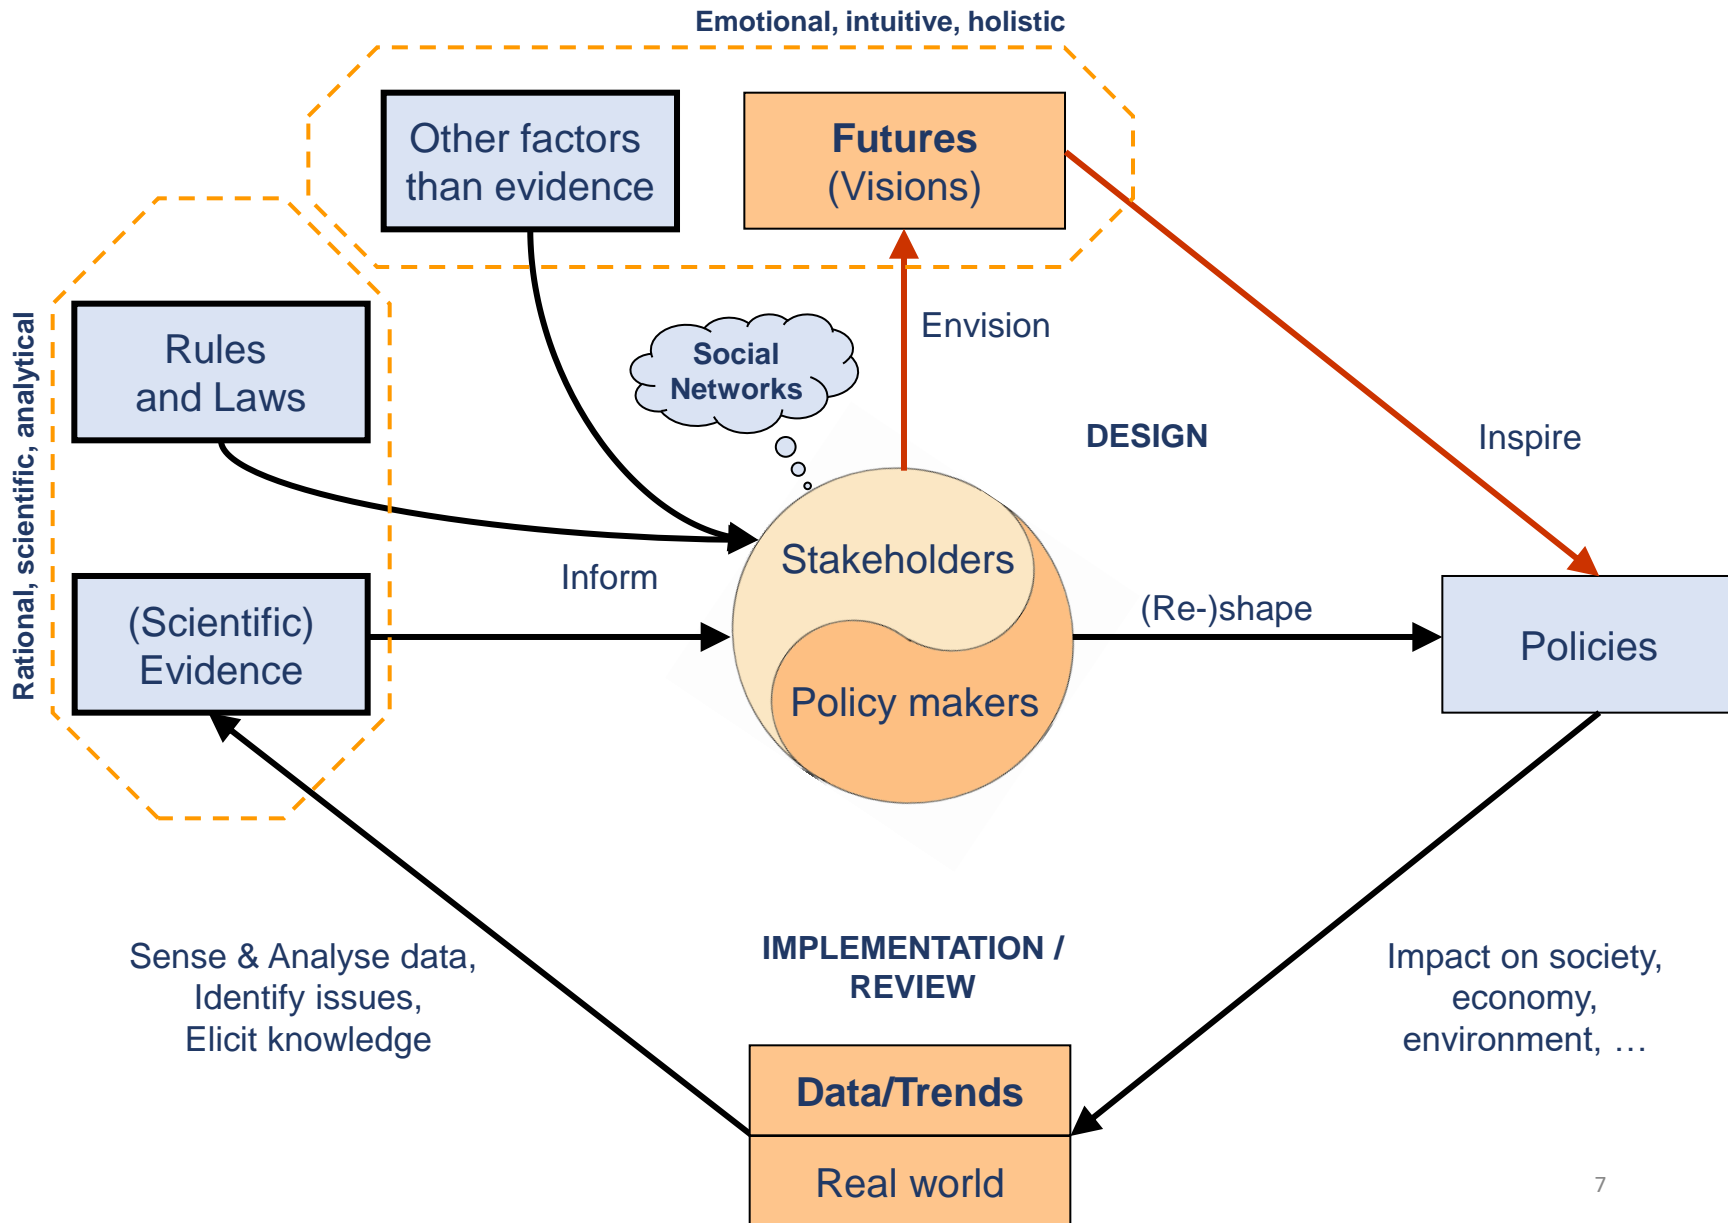 Emotional, intuitive, holistic
Other factors
than evidence
Futures
(Visions)
Rational, scientific, analytical
Rules
and Laws
Social
Networks
Envision
DESIGN
Inspire
Inform
Stakeholders
Policy makers
(Re-)shape
(Scientific)
Evidence
Policies
Sense & Analyse data,
Identify issues,
Elicit knowledge
IMPLEMENTATION /
REVIEW
Impact on society,
economy,
environment, …
Data/Trends
Real world
7